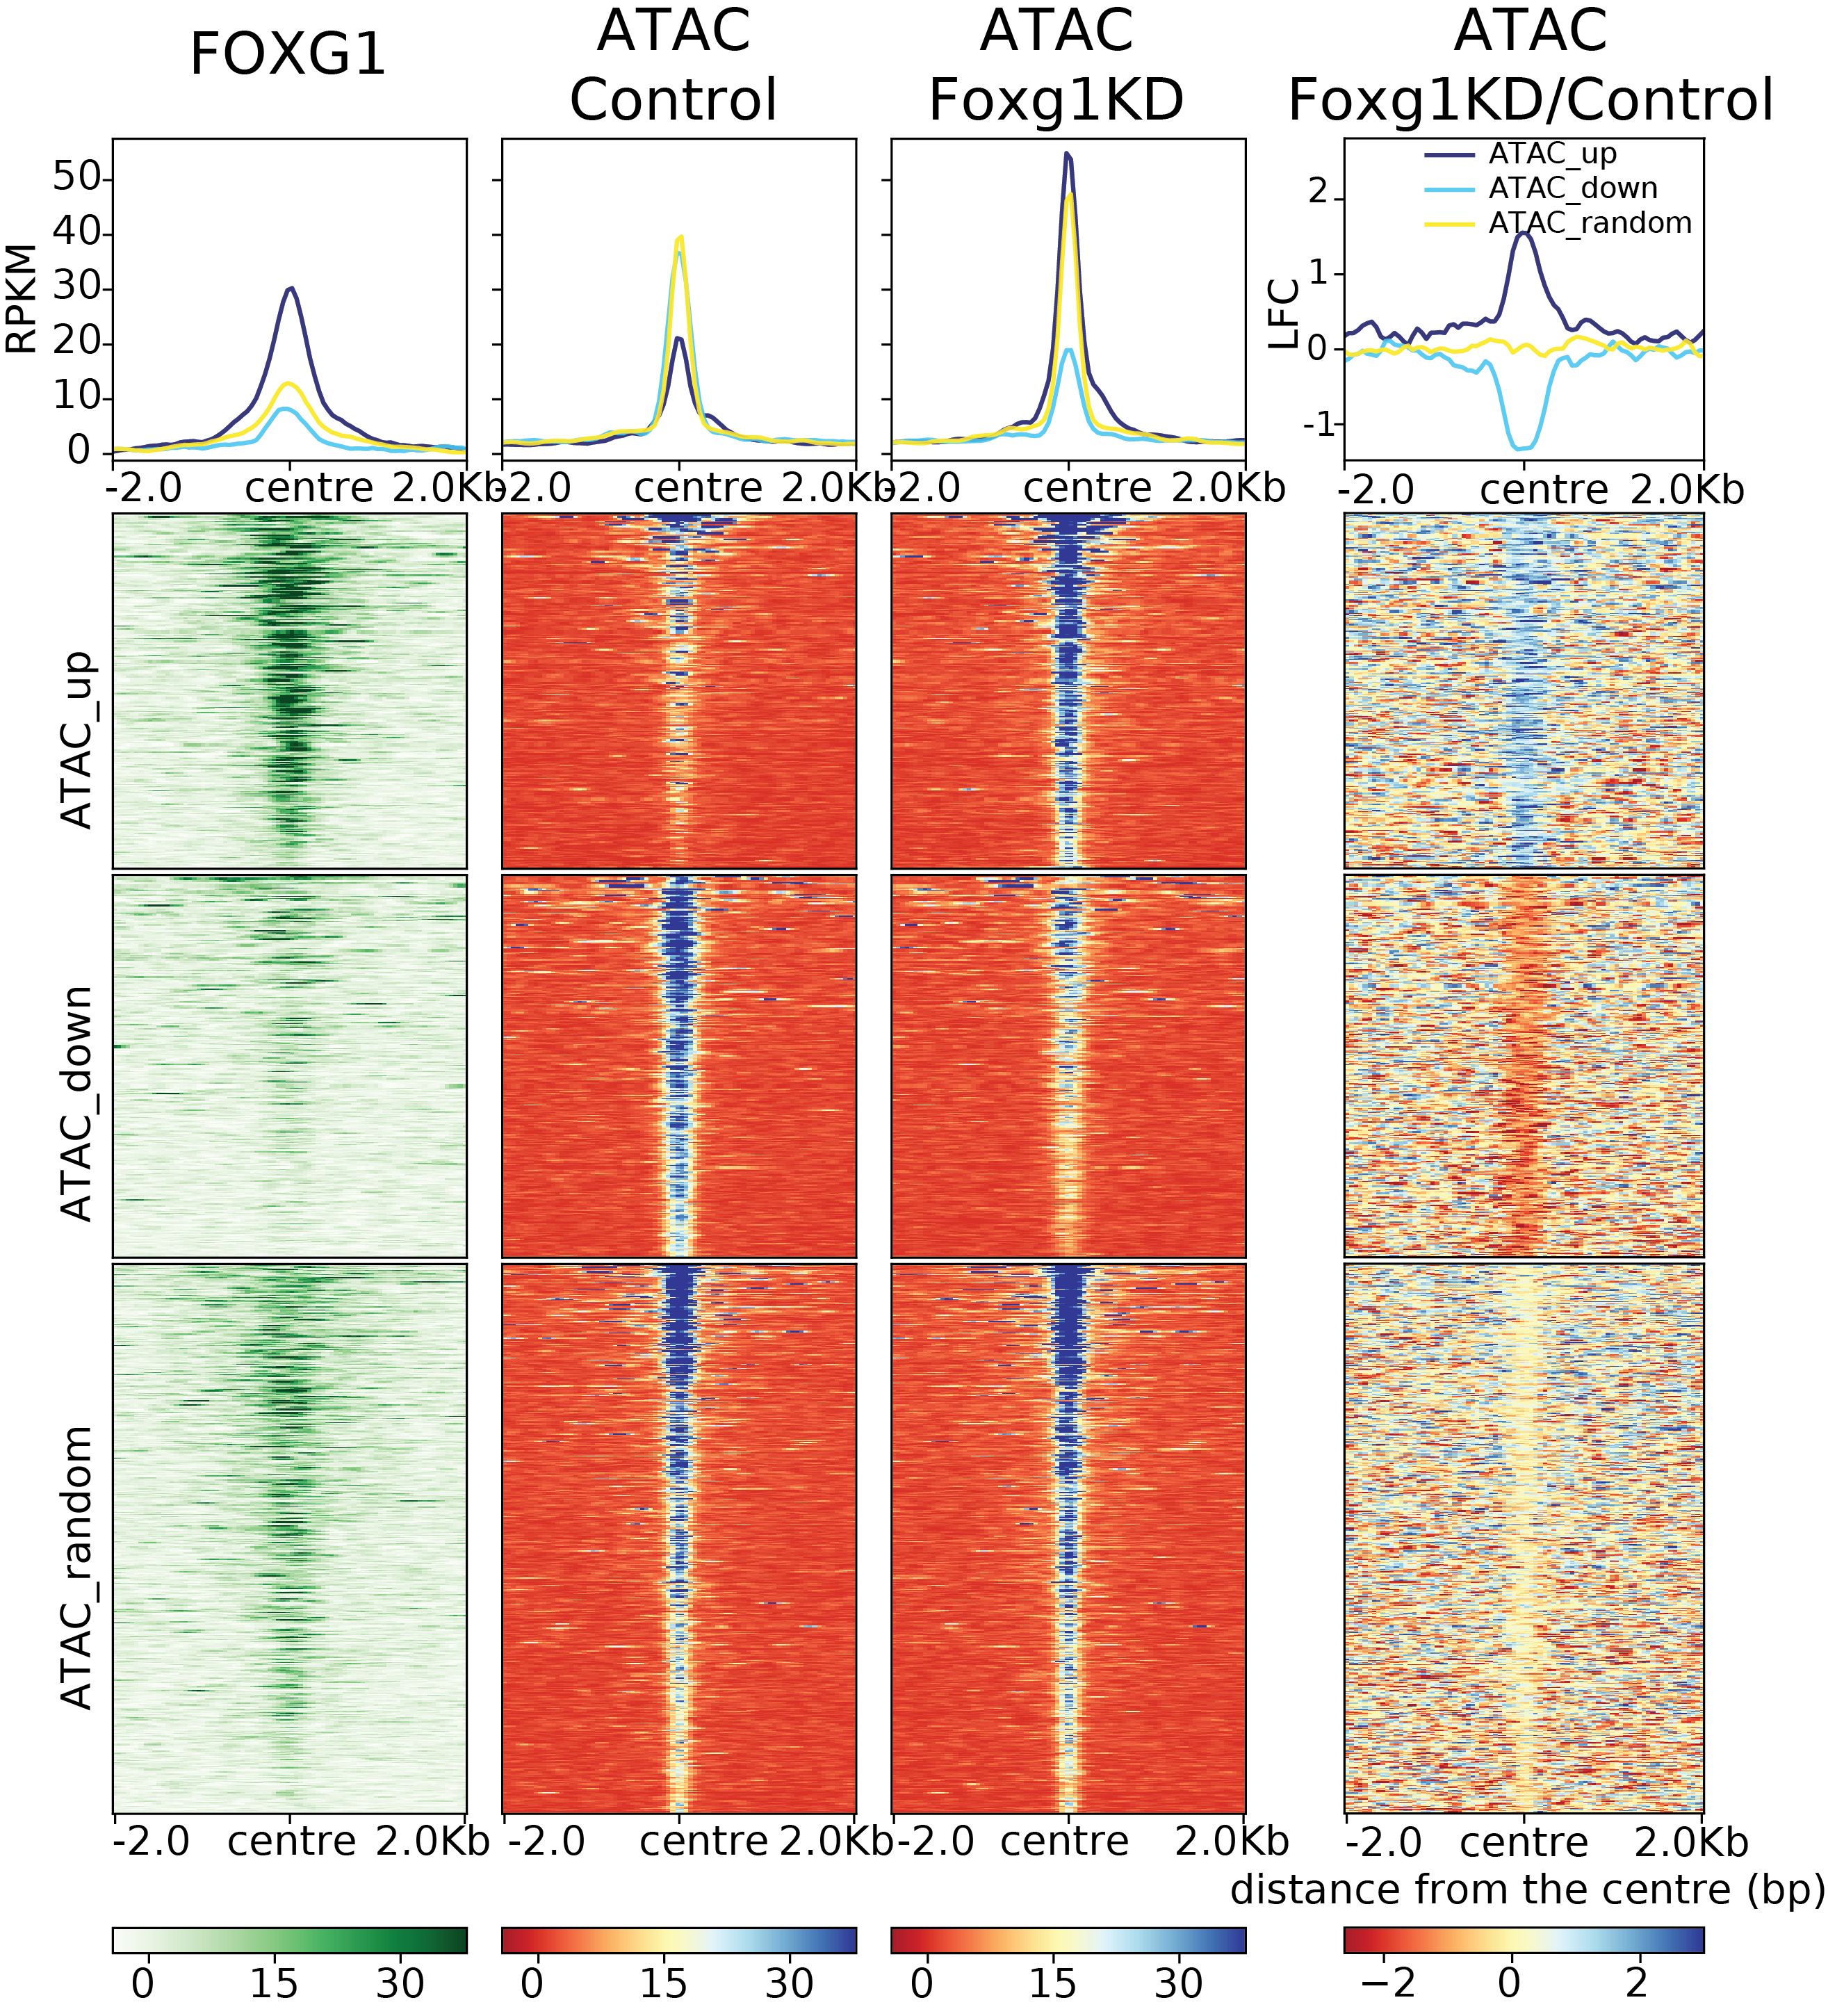 FOXG1
ATAC
Control
ATAC
Foxg1KD
ATAC
Foxg1KD/Control
RPKM
50
40
30
20
10
0
LFC
2
1
0
-1
ATAC_up
ATAC_down
ATAC_random
-2.0 centre 2.0Kb
-2.0 centre 2.0Kb
-2.0 centre 2.0Kb
-2.0 centre 2.0Kb
ATAC_up
ATAC_down
ATAC_random
-2.0 centre 2.0Kb
-2.0 centre 2.0Kb
-2.0 centre 2.0Kb
-2.0 centre 2.0Kb
distance from the centre (bp)
0 15 30
0 15 30
0 15 30
−2 0 2